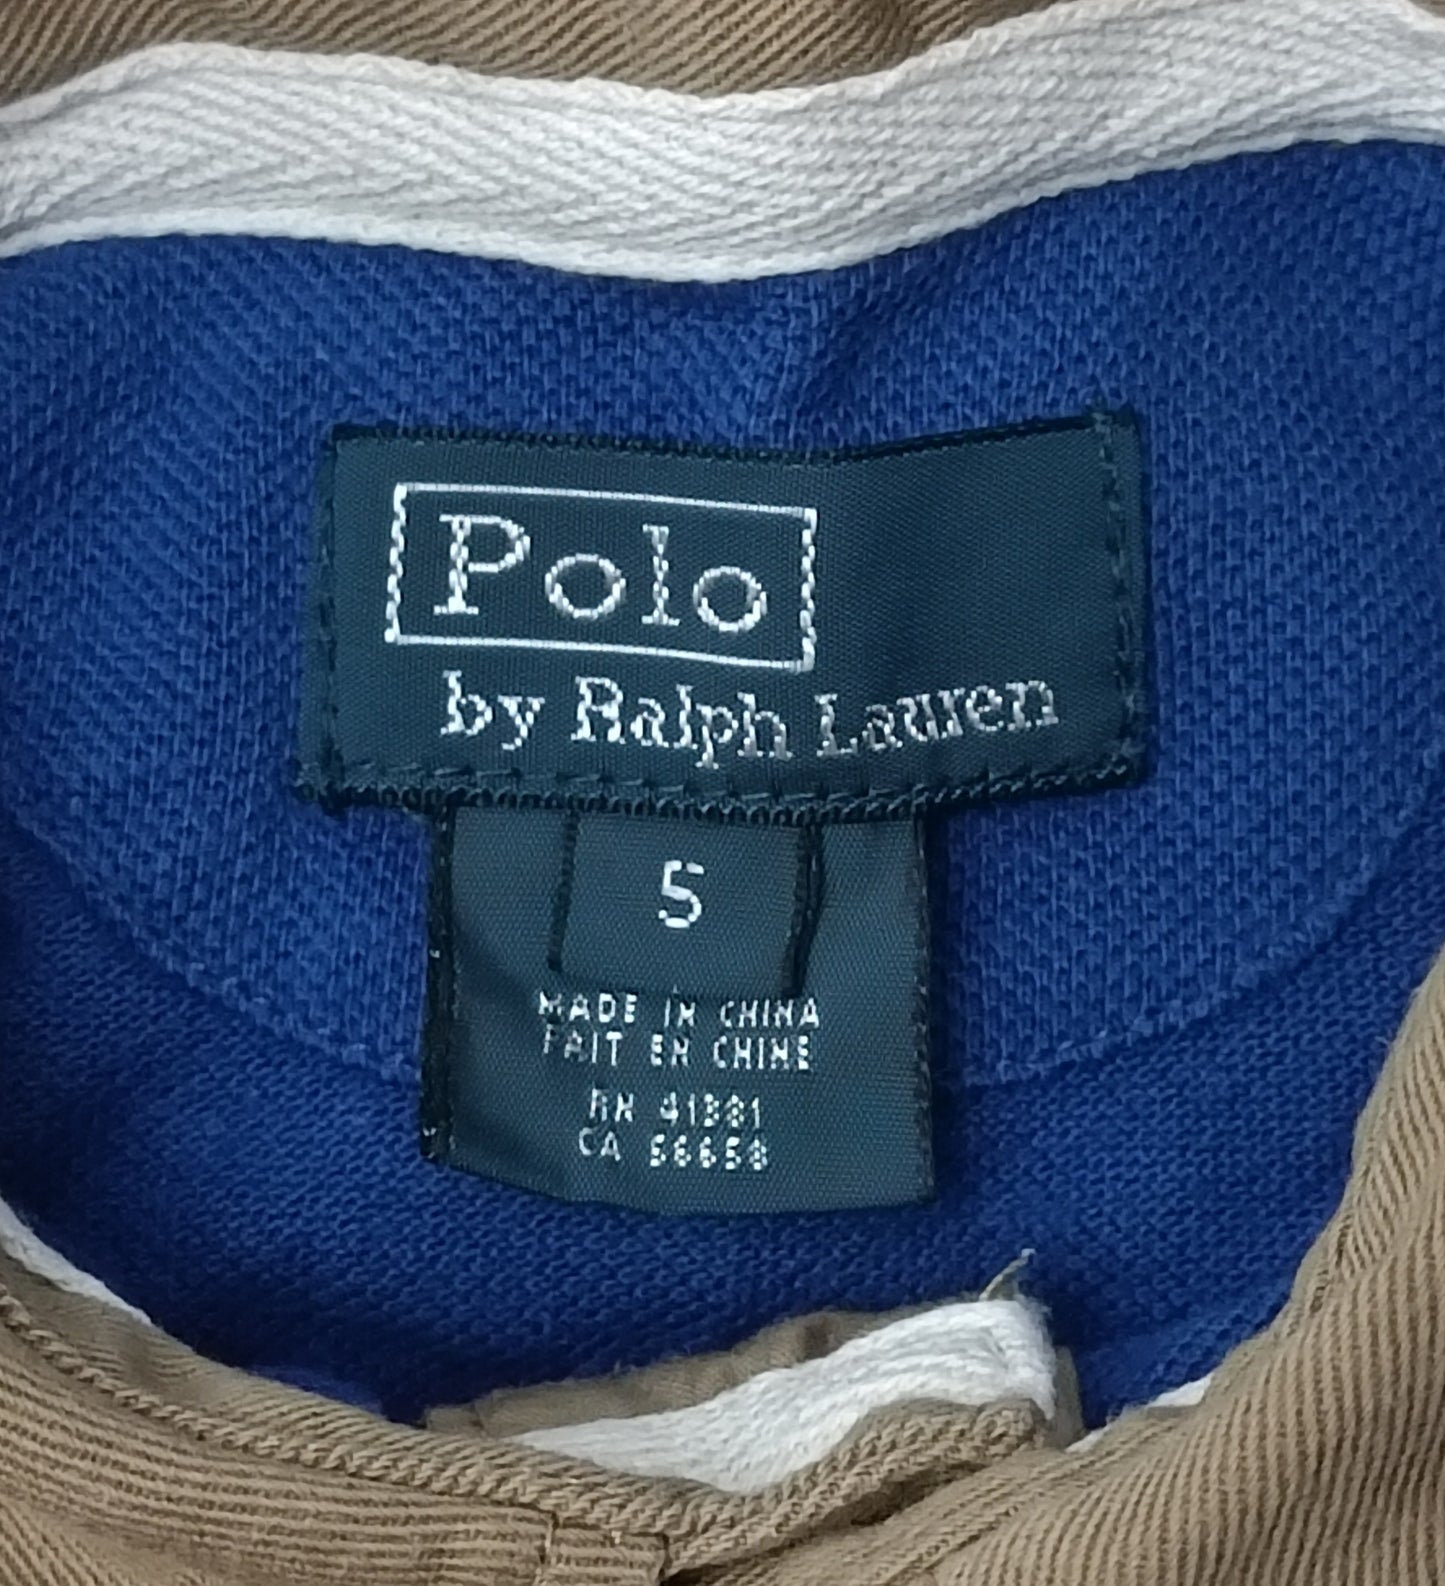 Polo
by Ralph Lauren
5
MADE IN CHINA
FAIT EN CHINE
RN 41381
CA 56658